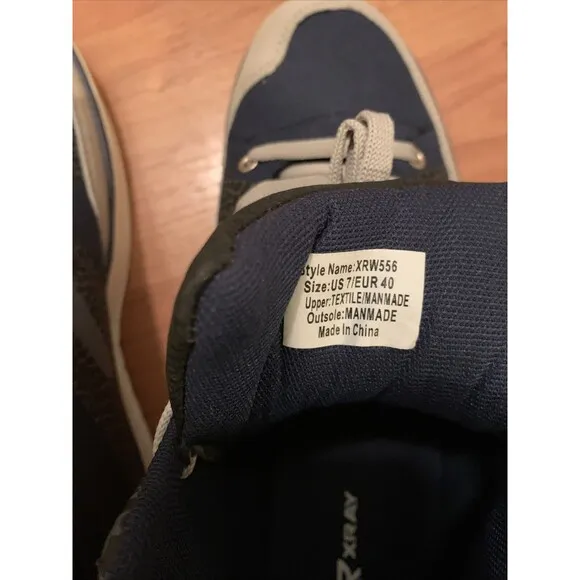 Style Name:XRW556
Size:US 7/EUR 40
Upper:TEXTILE/MANMADE
Outsole:MANMADE
Made In China
XRAY